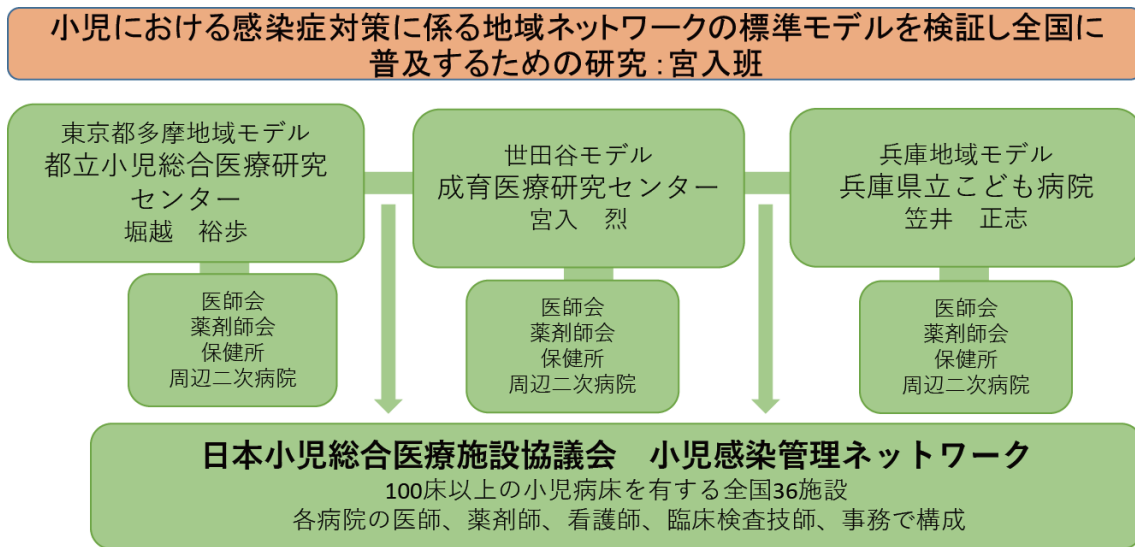 小児における感染症対策に係る地域ネットワークの標準モデルを検証し全国に
普及するための研究：宮入班
東京都多摩地域モデル
都立小児総合医療研究
センター
堀越　裕歩
世田谷モデル
成育医療研究センター
宮入　烈
兵庫地域モデル
兵庫県立こども病院
笠井　正志
医師会
薬剤師会
保健所
周辺二次病院
医師会
薬剤師会
保健所
周辺二次病院
医師会
薬剤師会
保健所
周辺二次病院
日本小児総合医療施設協議会　小児感染管理ネットワーク
100床以上の小児病床を有する全国36施設
各病院の医師、薬剤師、看護師、臨床検査技師、事務で構成